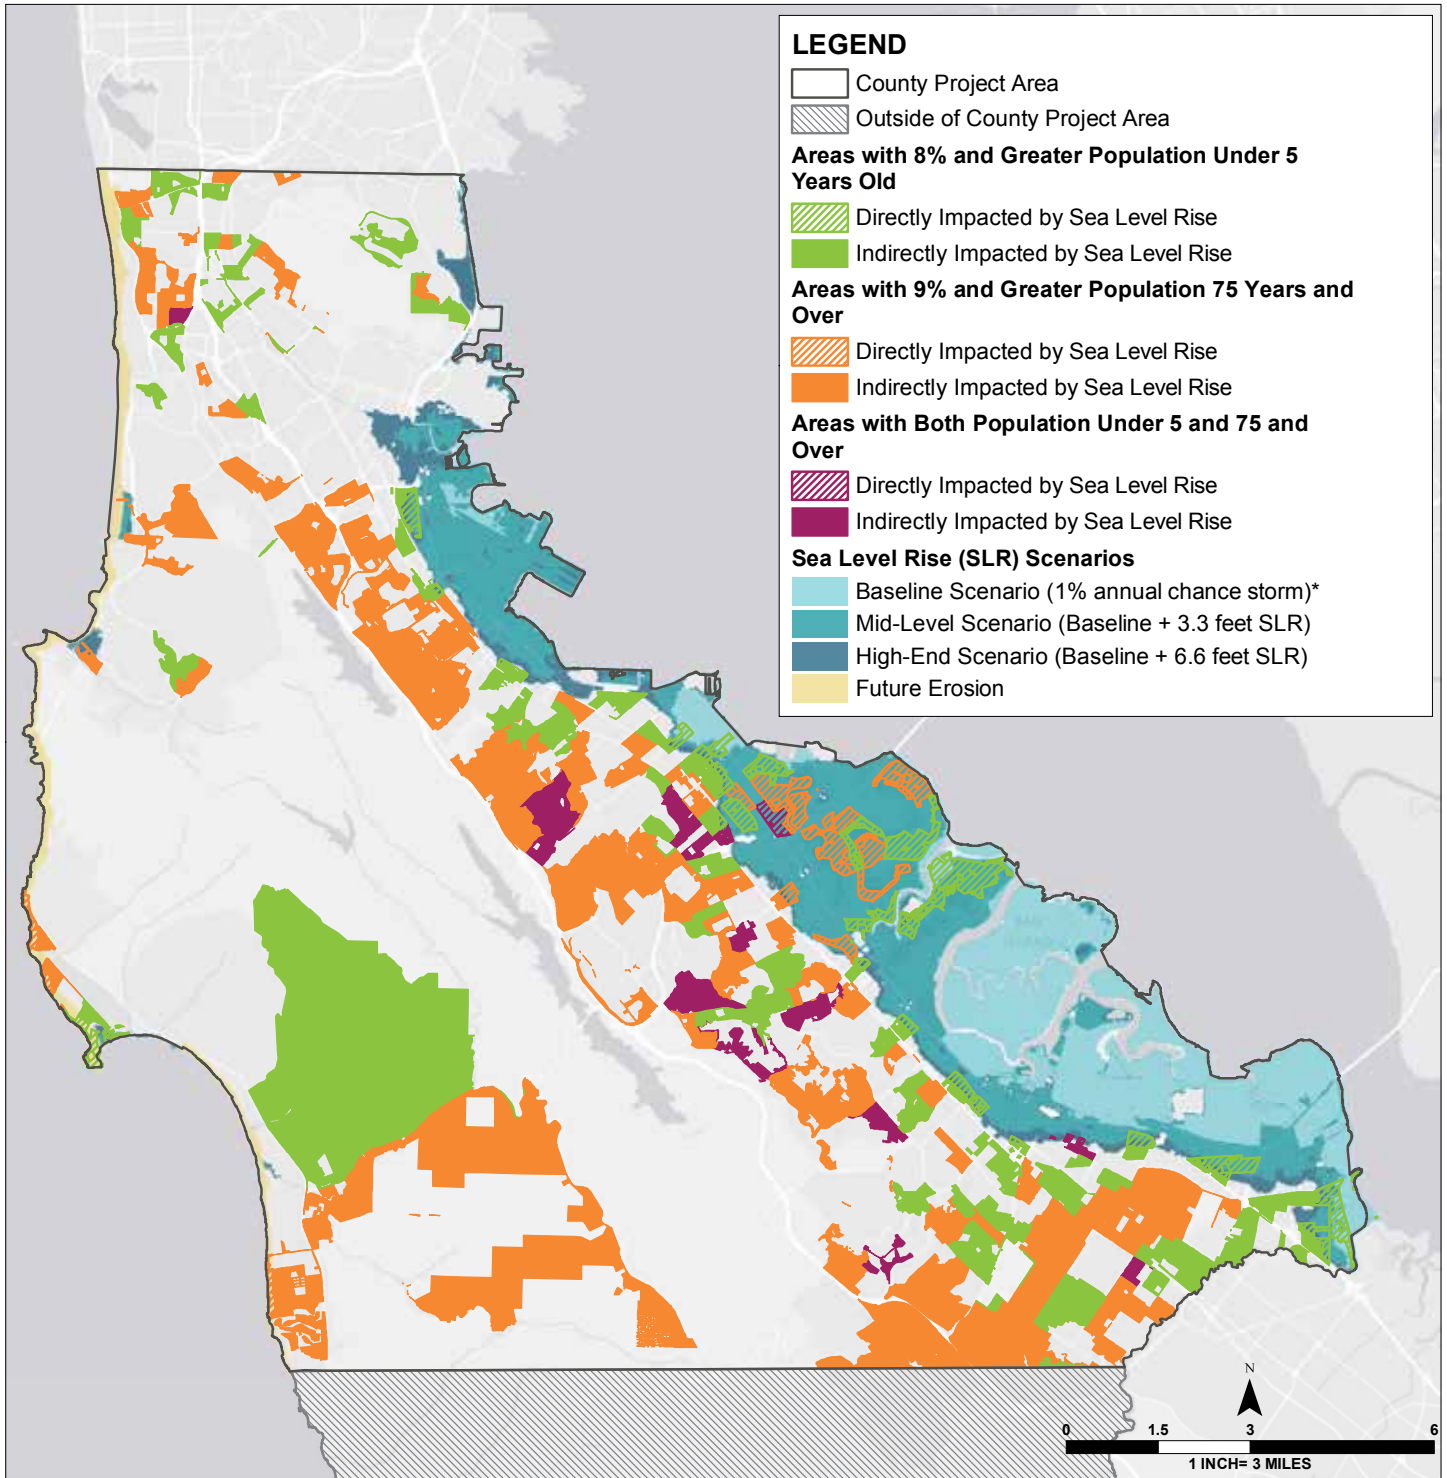 LEGEND
County Project Area
Outside of County Project Area
Areas with 8% and Greater Population Under 5
Years Old
Directly Impacted by Sea Level Rise
Indirectly Impacted by Sea Level Rise
Areas with 9% and Greater Population 75 Years and
Over
Directly Impacted by Sea Level Rise
Indirectly Impacted by Sea Level Rise
Areas with Both Population Under 5 and 75 and
Over
Directly Impacted by Sea Level Rise
Indirectly Impacted by Sea Level Rise
Sea Level Rise (SLR) Scenarios
Baseline Scenario (1% annual chance storm)*
Mid-Level Scenario (Baseline + 3.3 feet SLR)
High-End Scenario (Baseline + 6.6 feet SLR)
Future Erosion
N
0 1.5 3 6
1 INCH= 3 MILES